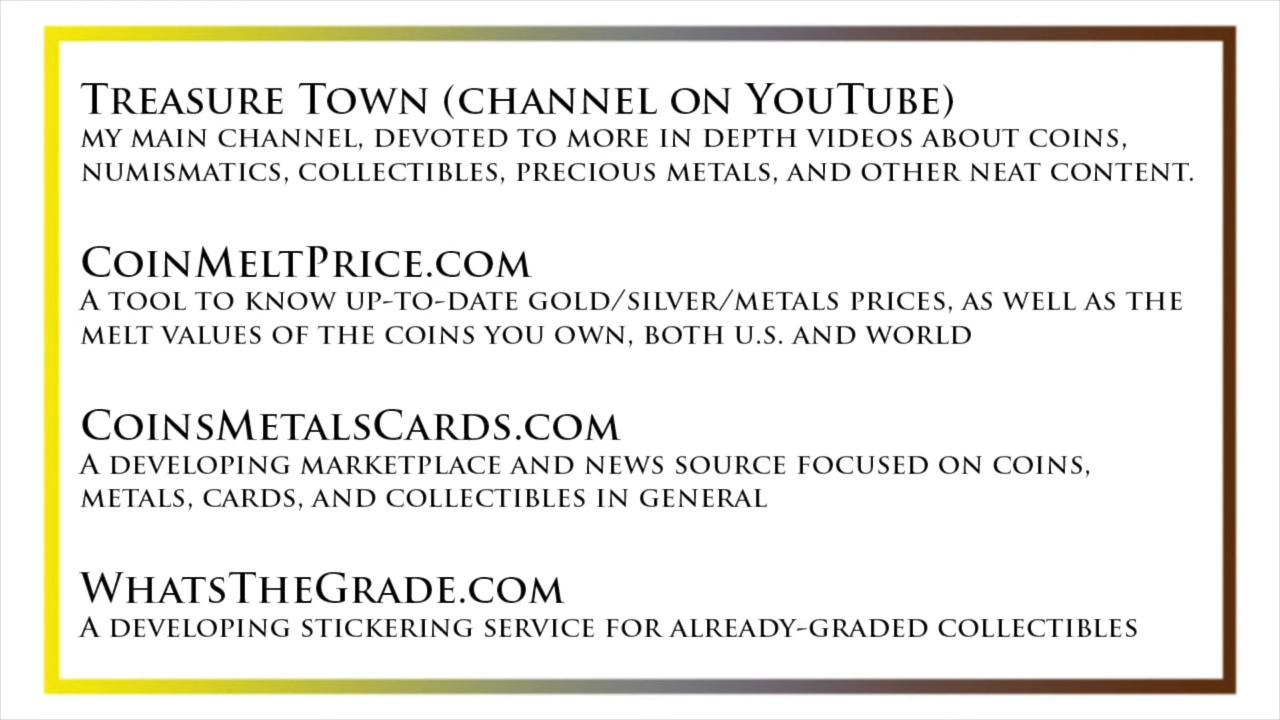 Treasure Town (channel on YouTube)
my main channel, devoted to more in depth videos about coins,
numismatics, collectibles, precious metals, and other neat content.
CoinMeltPrice.com
A tool to know up-to-date gold/silver/metals prices, as well as the
melt values of the coins you own, both U.S. and world
CoinsMetalsCards.com
A developing marketplace and news source focused on coins,
metals, cards, and collectibles in general
WhatsTheGrade.com
A developing stickering service for already-graded collectibles